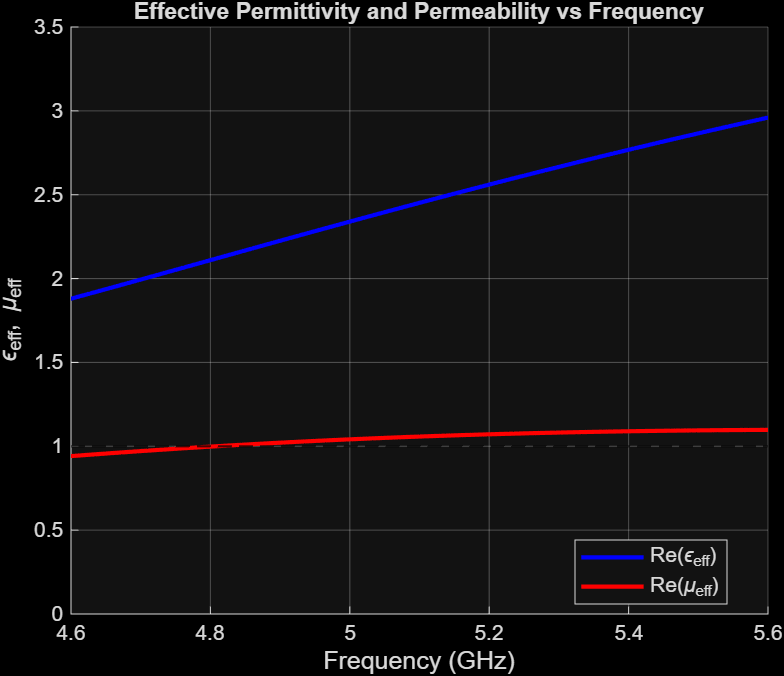 Effective Permittivity and Permeability vs Frequency
3.5
3
2.5
2
1.5
1
0.5
0
ϵeff, μeff
4.6 4.8 5 5.2 5.4 5.6
Frequency (GHz)
Re(ϵeff)
Re(μeff)